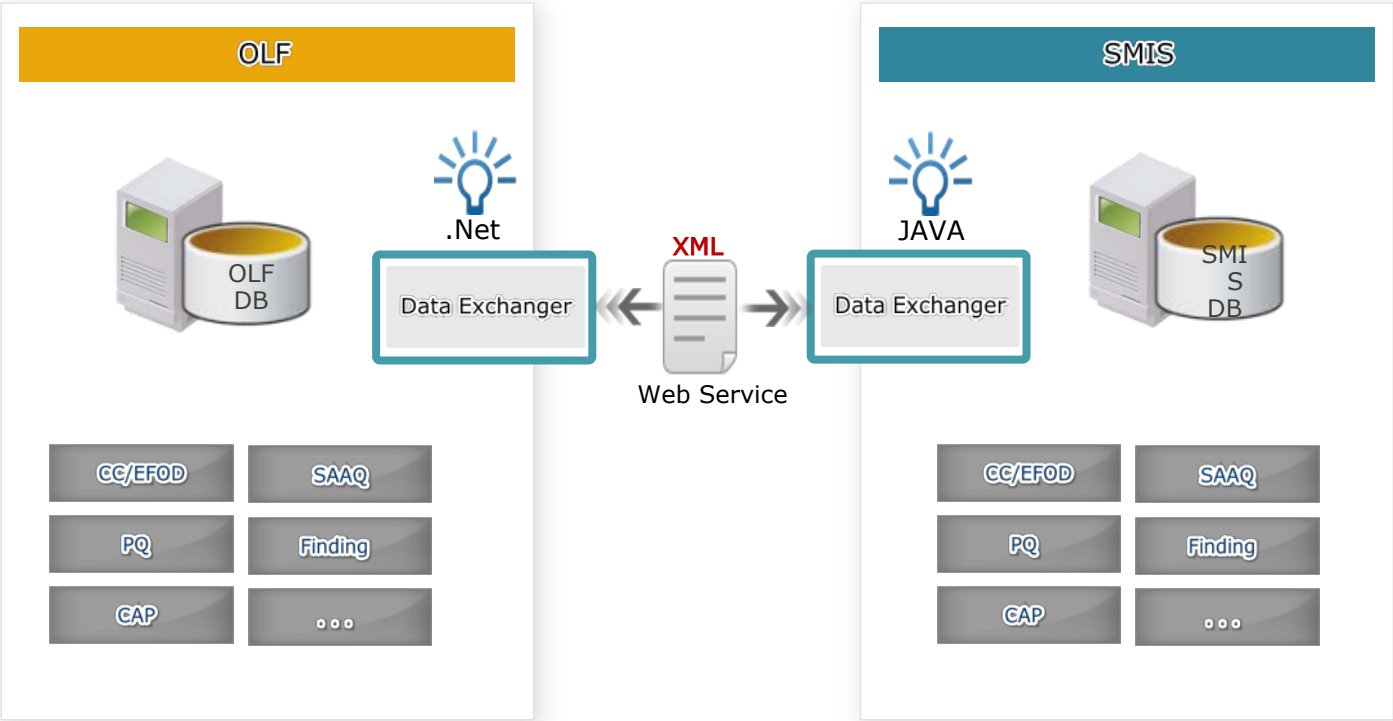 OLF
.Net
OLF
DB
Data Exchanger
CC/EFOD
SAAQ
PQ
Finding
CAP
...
XML
Web Service
SMIS
JAVA
Data Exchanger
SMI
S
DB
CC/EFOD
SAAQ
PQ
Finding
CAP
...